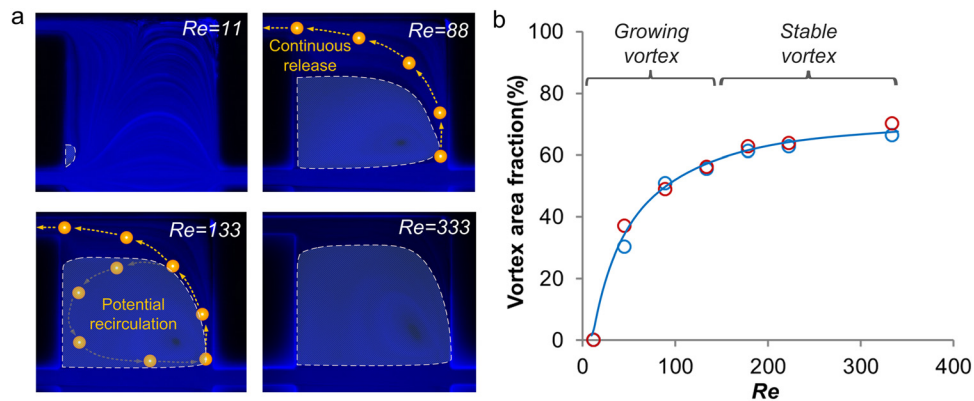 a
Re=11
Re=88
Continuous
release
Re=133
Potential
recirculation
Re=333
b
Growing
vortex
Stable
vortex
Vortex area fraction(%)
100
80
60
40
20
0
0
100
200
300
400
Re